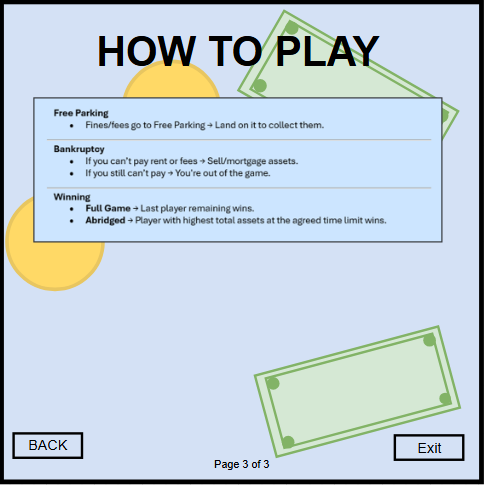 HOW TO PLAY
Free Parking
• Fines/fees go to Free Parking → Land on it to collect them.
Bankruptcy
• If you can't pay rent or fees → Sell/mortgage assets.
• If you still can't pay → You're out of the game.
Winning
• Full Game → Last player remaining wins.
• Abridged → Player with highest total assets at the agreed time limit wins.
BACK
Page 3 of 3
Exit